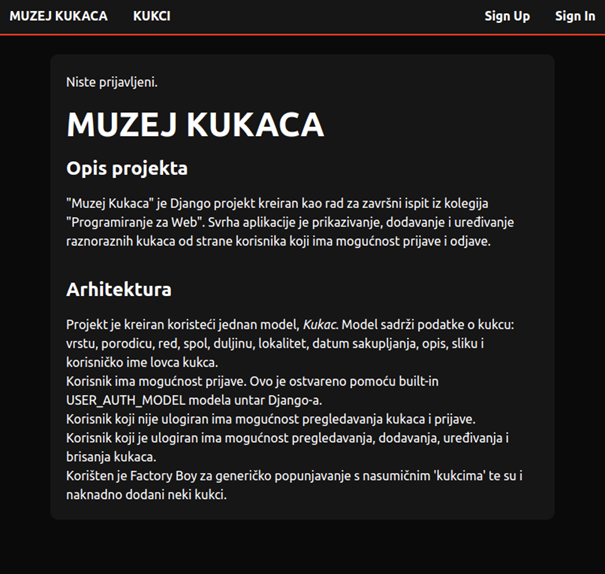 MUZEJ KUKACA KUKCI Sign Up Sign In
Niste prijavljeni.
MUZEJ KUKACA
Opis projekta
"Muzej Kukaca" je Django projekt kreiran kao rad za završni ispit iz kolegija
"Programiranje za Web". Svrha aplikacije je prikazivanje, dodavanje i uređivanje
raznoraznih kukaca od strane korisnika koji ima mogućnost prijave i odjave.
Arhitektura
Projekt je kreiran koristeći jedan model, Kukac. Model sadrži podatke o kukcu:
vrstu, porodicu, red, spol, duljinu, lokalitet, datum sakupljanja, opis, sliku i
korisničko ime lovca kukca.
Korisnik ima mogućnost prijave. Ovo je ostvareno pomoću built-in
USER_AUTH_MODEL modela untar Django-a.
Korisnik koji nije ulogiran ima mogućnost pregledavanja kukaca i prijave.
Korisnik koji je ulogiran ima mogućnost pregledavanja, dodavanja, uređivanja i
brisanja kukaca.
Korišten je Factory Boy za generičko popunjavanje s nasumičnim 'kukcima' te su i
naknadno dodani neki kukci.